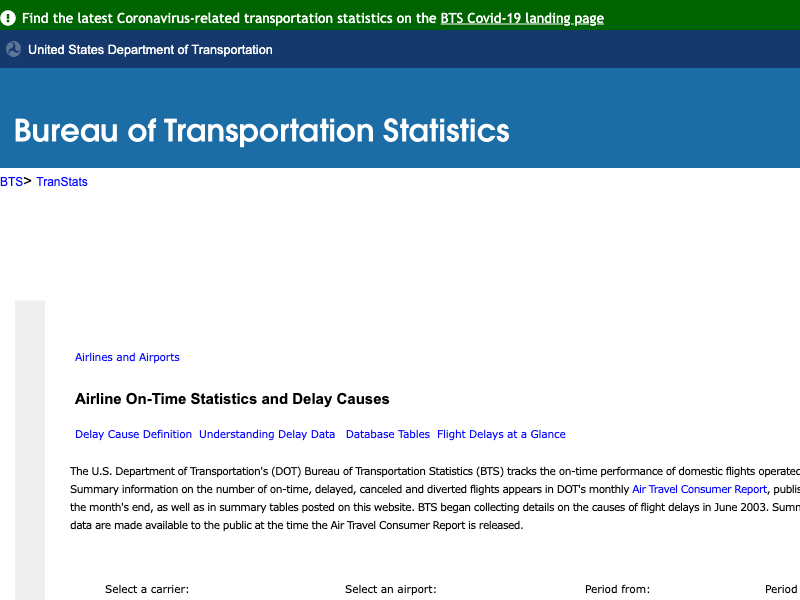 Find the latest Coronavirus-related transportation statistics on the BTS Covid-19 landing page
United States Department of Transportation
Bureau of Transportation Statistics
BTS> TranStats
Airlines and Airports
Airline On-Time Statistics and Delay Causes
Delay Cause Definition Understanding Delay Data Database Tables Flight Delays at a Glance
The U.S. Department of Transportation's (DOT) Bureau of Transportation Statistics (BTS) tracks the on-time performance of domestic flights operated
Summary information on the number of on-time, delayed, canceled and diverted flights appears in DOT's monthly Air Travel Consumer Report,
the month's end, as well as in summary tables posted on this website. BTS began collecting details on the causes of flight delays in June 2003.
data are made available to the public at the time the Air Travel Consumer Report is released.
Select a carrier: Select an airport: Period from: Period